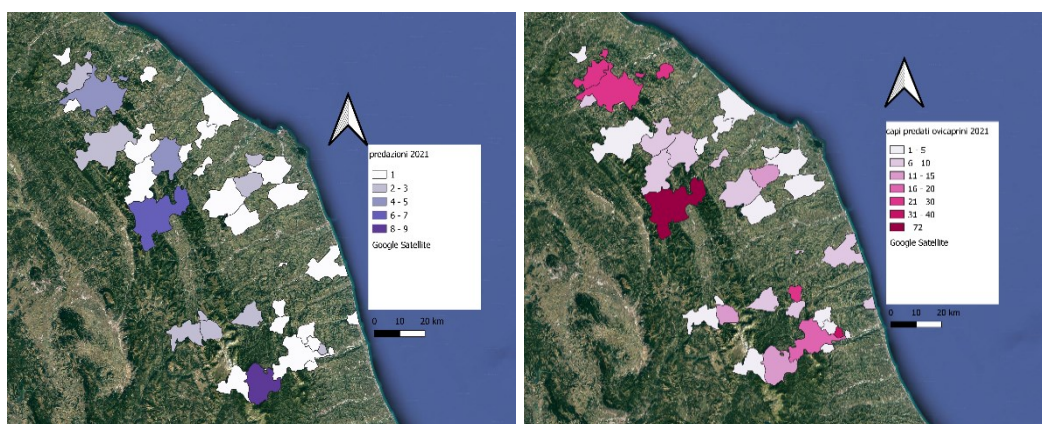 predazioni 2021
1
2 - 3
4 - 5
6 - 7
8 - 9
Google Satellite
0 10 20 km
capi predati ovicaprini 2021
1 - 5
6 - 10
11 - 15
16 - 20
21 - 30
31 - 40
72
Google Satellite
0 10 20 km